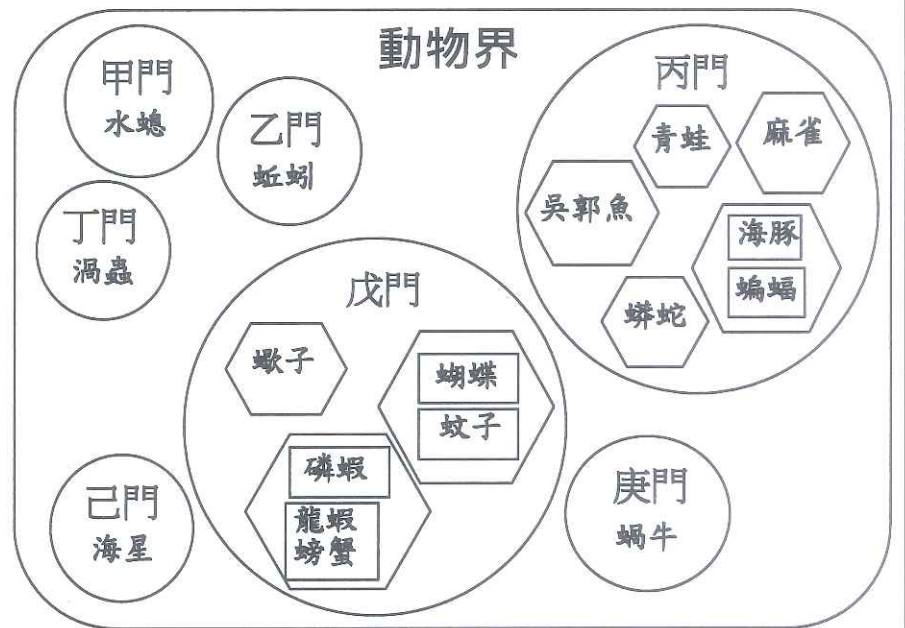 動物界
甲門
水螅
乙門
蚯蚓
丙門
青蛙
麻雀
吳郭魚
海豚
蝙蝠
蟒蛇
丁門
渦蟲
戊門
蠍子
蝴蝶
蚊子
磷蝦
龍蝦
螃蟹
己門
海星
庚門
蝸牛